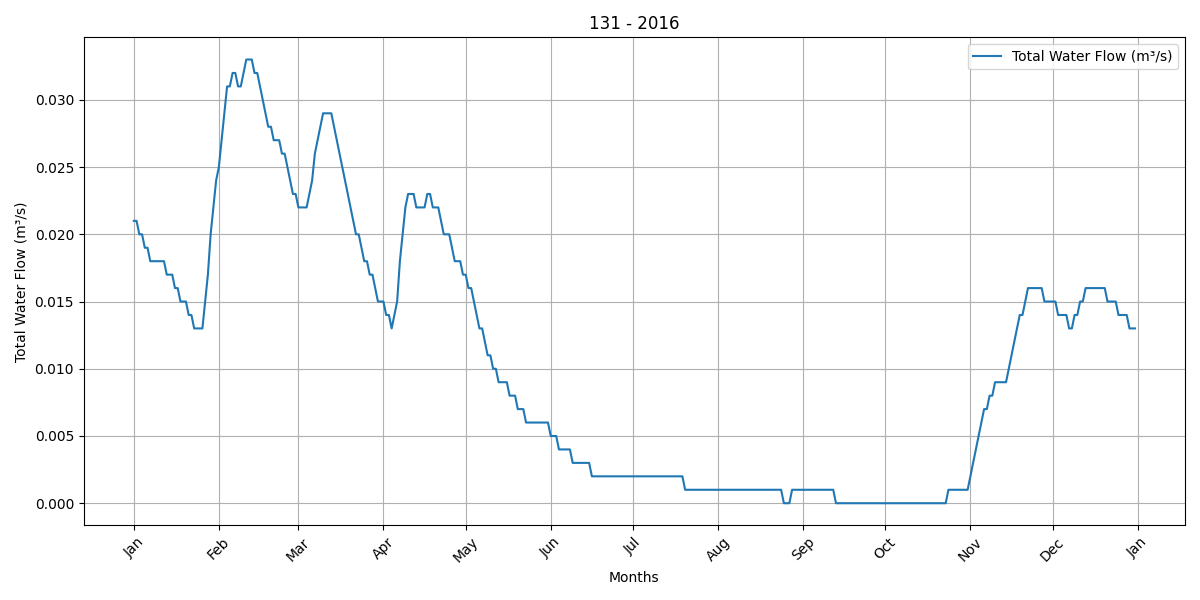 131 - 2016
Total Water Flow (m³/s)
Total Water Flow (m³/s)
0.030
0.025
0.020
0.015
0.010
0.005
0.000
Jan
Feb
Mar
Apr
May
Jun
Jul
Aug
Sep
Oct
Nov
Dec
Jan
Months